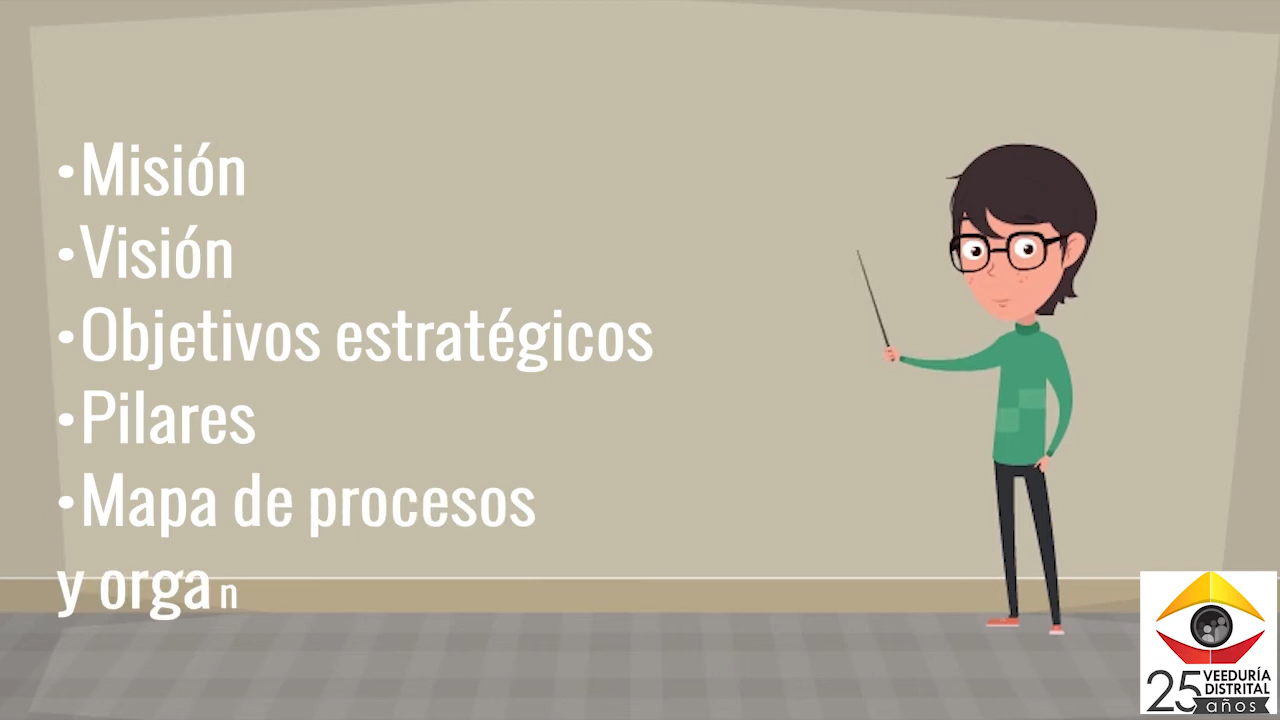 •Misión
•Visión
•Objetivos estratégicos
•Pilares
•Mapa de procesos
y organ
25 VEEDURÍA
DISTRITAL
años